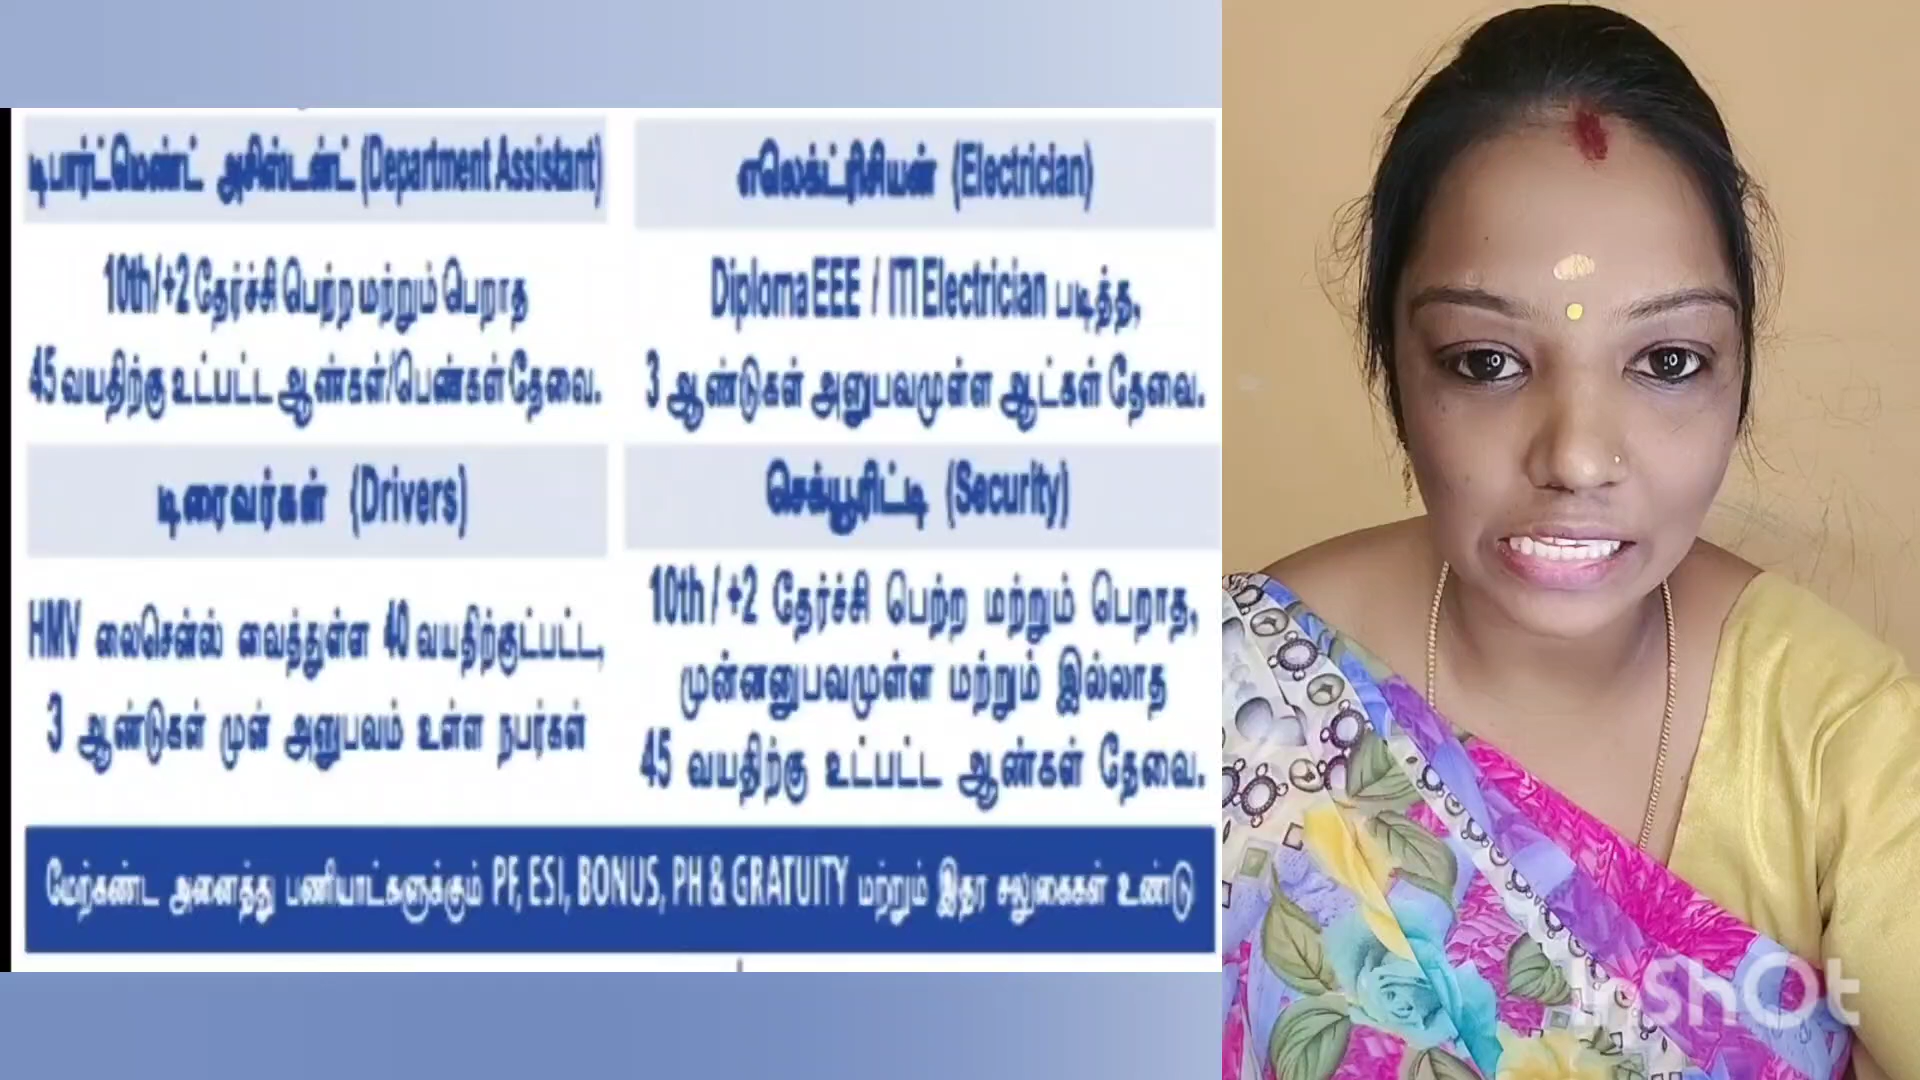 டிபார்ட்மெண்ட் அசிஸ்டன்ட் (Department Assistant)
10th/+2 தேர்ச்சி பெற்ற மற்றும் பெறாத
45 வயதிற்கு உட்பட்ட ஆண்கள்/பெண்கள் தேவை.
எலெக்ட்ரிசியன் (Electrician)
Diploma EEE / ITI Electrician படித்த,
3 ஆண்டுகள் அனுபவமுள்ள ஆட்கள் தேவை.
டிரைவர்கள் (Drivers)
HMV லைசென்ஸ் வைத்துள்ள 40 வயதிற்குட்பட்ட,
3 ஆண்டுகள் முன் அனுபவம் உள்ள நபர்கள்
செக்யூரிட்டி (Security)
10th / +2 தேர்ச்சி பெற்ற மற்றும் பெறாத,
முன்னனுபவமுள்ள மற்றும் இல்லாத
45 வயதிற்கு உட்பட்ட ஆண்கள் தேவை.
மேற்கண்ட அனைத்து பணியாட்களுக்கும் PF, ESI, BONUS, PH & GRATUITY மற்றும் இதர சலுகைகள் உண்டு
InShOt